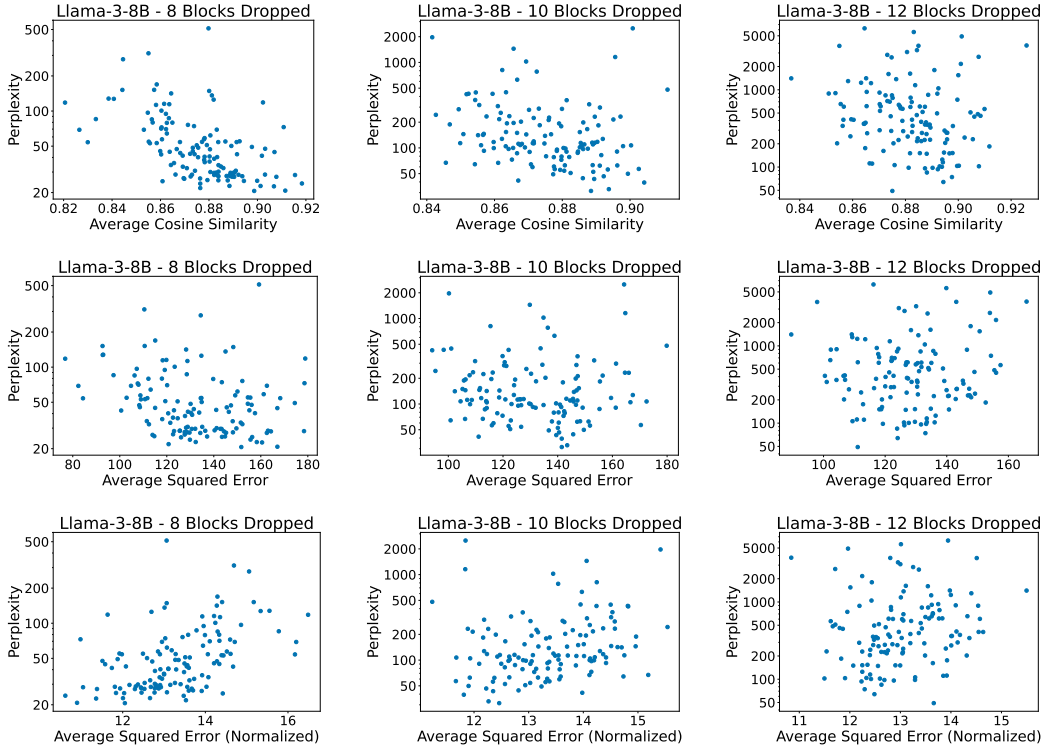 Llama-3-8B - 8 Blocks Dropped
Perplexity
500
200
100
50
20
0.82 0.84 0.86 0.88 0.90 0.92
Average Cosine Similarity
Llama-3-8B - 10 Blocks Dropped
Perplexity
2000
1000
500
200
100
50
0.84 0.86 0.88 0.90
Average Cosine Similarity
Llama-3-8B - 12 Blocks Dropped
Perplexity
5000
2000
1000
500
200
100
50
0.84 0.86 0.88 0.90 0.92
Average Cosine Similarity
Llama-3-8B - 8 Blocks Dropped
Perplexity
500
200
100
50
20
80 100 120 140 160 180
Average Squared Error
Llama-3-8B - 10 Blocks Dropped
Perplexity
2000
1000
500
200
100
50
100 120 140 160 180
Average Squared Error
Llama-3-8B - 12 Blocks Dropped
Perplexity
5000
2000
1000
500
200
100
50
100 120 140 160
Average Squared Error
Llama-3-8B - 8 Blocks Dropped
Perplexity
500
200
100
50
20
12 14 16
Average Squared Error (Normalized)
Llama-3-8B - 10 Blocks Dropped
Perplexity
2000
1000
500
200
100
50
12 13 14 15
Average Squared Error (Normalized)
Llama-3-8B - 12 Blocks Dropped
Perplexity
5000
2000
1000
500
200
100
50
11 12 13 14 15
Average Squared Error (Normalized)